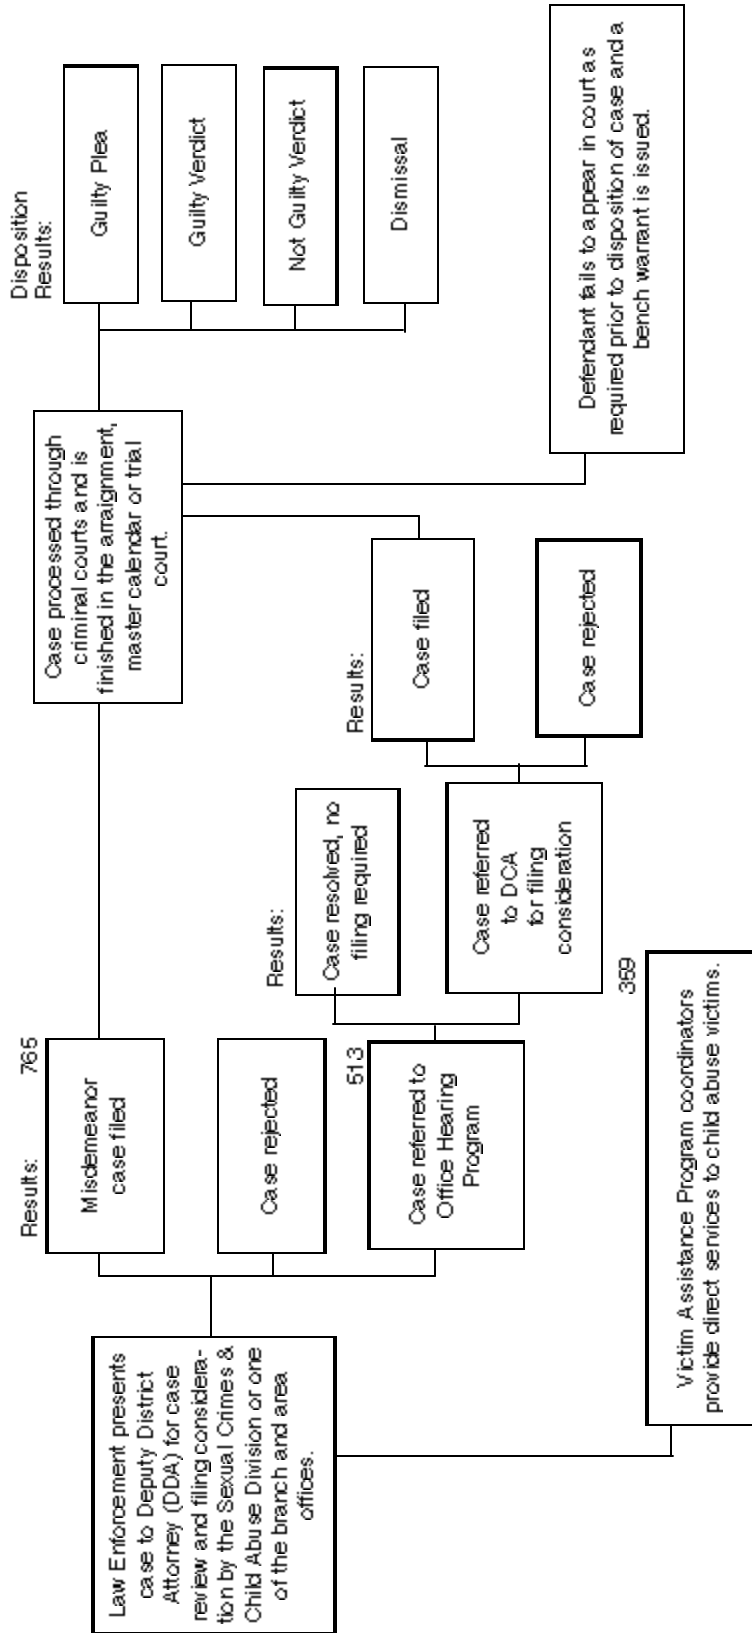 Law Enforcement presents
case to Deputy District
Attorney (DDA) for case
review and filing considera-
tion by the Sexual Crimes &
Child Abuse Division or one
of the branch and area
offices.
Results:
765
Misdemeanor
case filed
Case rejected
513
Case referred to
Office Hearing
Program
Results:
Case resolved, no
filing required
Case referred
to DCA
for filing
consideration
Results:
Case filed
Case rejected
Case processed through
criminal courts and is
finished in the arraignment,
master calendar or trial
court.
Disposition
Results:
Guilty Plea
Guilty Verdict
Not Guilty Verdict
Dismissal
Defendant fails to appear in court as
required prior to disposition of case and a
bench warrant is issued.
359
Victim Assistance Program coordinators
provide direct services to child abuse victims.